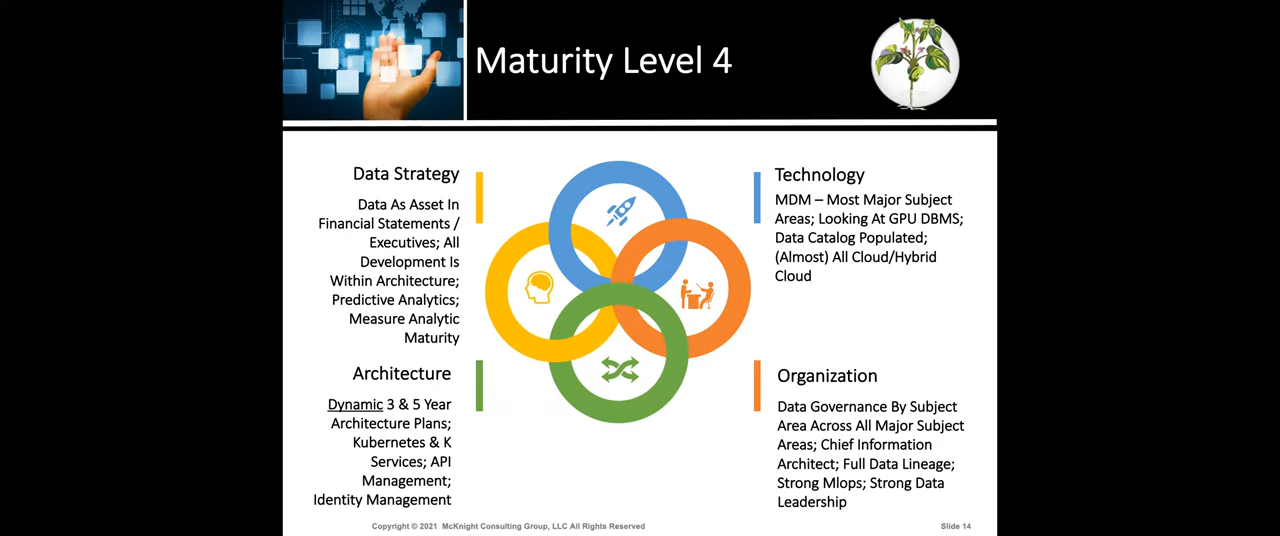 Maturity Level 4
Data Strategy
Data As Asset In
Financial Statements /
Executives; All
Development Is
Within Architecture;
Predictive Analytics;
Measure Analytic
Maturity
Technology
MDM – Most Major Subject
Areas; Looking At GPU DBMS;
Data Catalog Populated;
(Almost) All Cloud/Hybrid
Cloud
Architecture
Dynamic 3 & 5 Year
Architecture Plans;
Kubernetes & K
Services; API
Management;
Identity Management
Organization
Data Governance By Subject
Area Across All Major Subject
Areas; Chief Information
Architect; Full Data Lineage;
Strong Mlops; Strong Data
Leadership
Copyright © 2021 McKnight Consulting Group, LLC All Rights Reserved
Slide 14